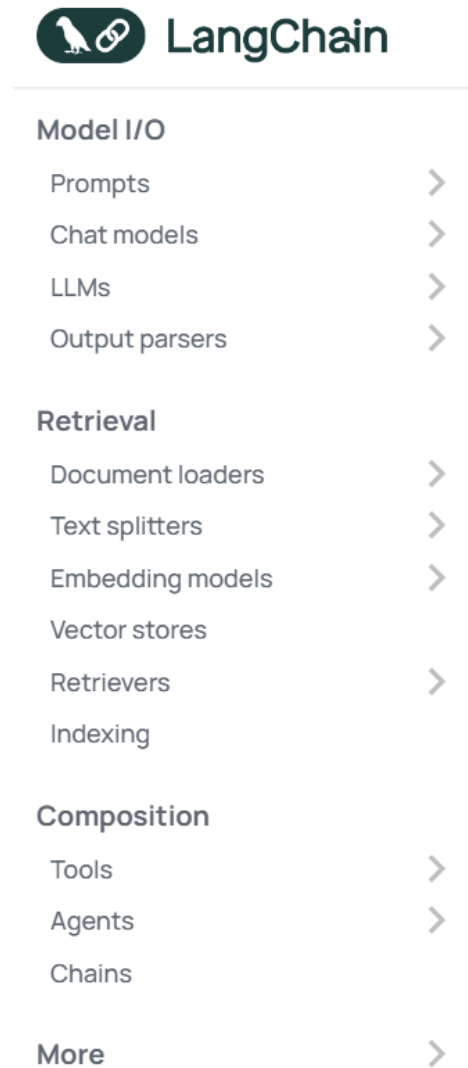 LangChain
Model I/O
Prompts
Chat models
LLMs
Output parsers
Retrieval
Document loaders
Text splitters
Embedding models
Vector stores
Retrievers
Indexing
Composition
Tools
Agents
Chains
More